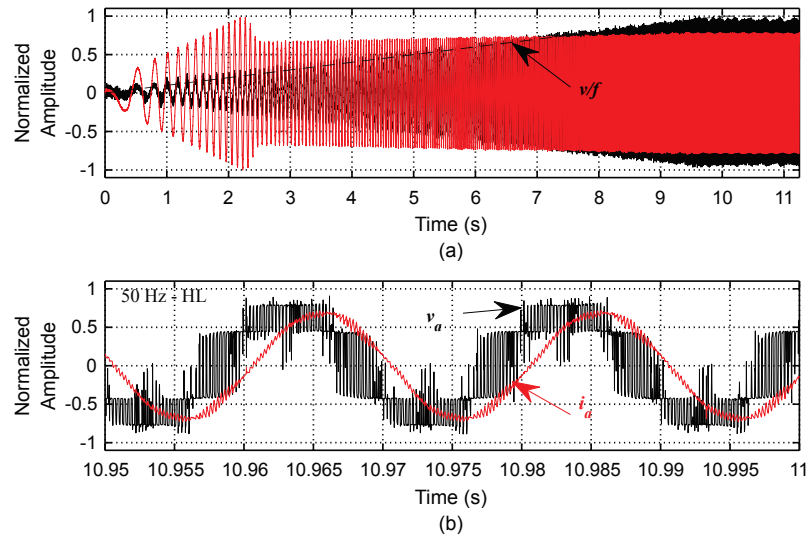 Normalized
Amplitude
1
0.5
0
-0.5
-1
v/f
0 1 2 3 4 5 6 7 8 9 10 11
Time (s)
(a)
Normalized
Amplitude
1
0.5
0
-0.5
-1
50 Hz - HL
va
ia
10.95 10.955 10.96 10.965 10.97 10.975 10.98 10.985 10.99 10.995 11
Time (s)
(b)